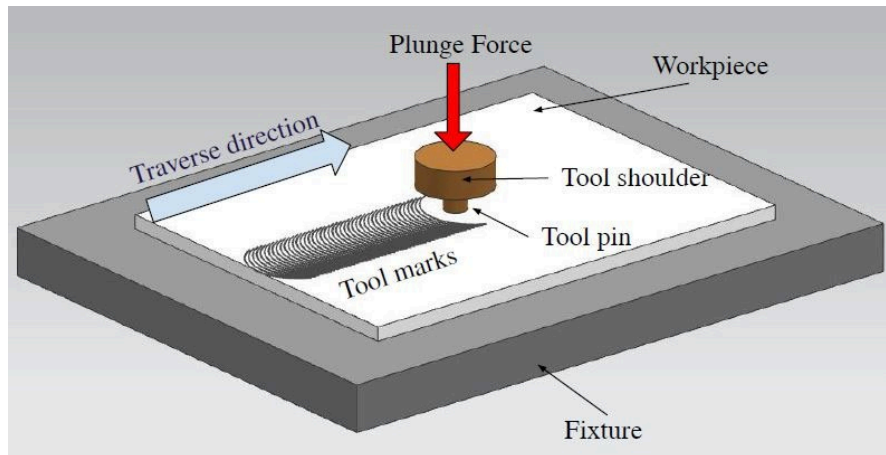 Plunge Force
Workpiece
Traverse direction
Tool shoulder
Tool pin
Tool marks
Fixture